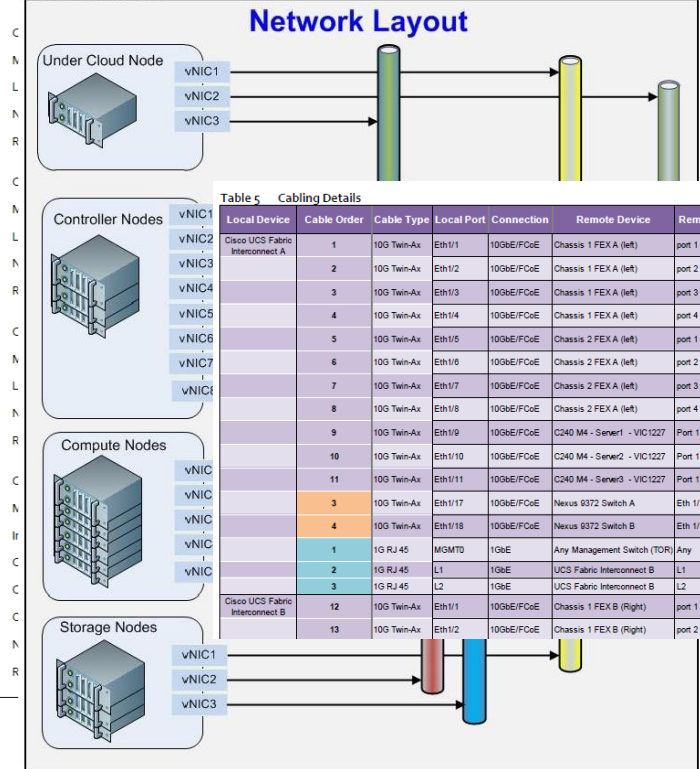 Network Layout
C
N
L
N
R
C
N
L
N
R
C
N
L
N
R
C
N
Ir
C
C
C
N
R
Under Cloud Node
vNIC1
vNIC2
vNIC3
Controller Nodes
vNIC1
vNIC2
vNIC3
vNIC4
vNIC5
vNIC6
vNIC7
vNIC8
Compute Nodes
vNIC
vNIC
vNIC
vNIC
vNIC
Storage Nodes
vNIC1
vNIC2
vNIC3
Table 5 Cabling Details
Local Device Cable Order Cable Type Local Port Connection Remote Device Rem
Cisco UCS Fabric Interconnect A 1 10G Twin-Ax Eth1/1 10GbE/FCoE Chassis 1 FEX A (left) port 1
2 10G Twin-Ax Eth1/2 10GbE/FCoE Chassis 1 FEX A (left) port 2
3 10G Twin-Ax Eth1/3 10GbE/FCoE Chassis 1 FEX A (left) port 3
4 10G Twin-Ax Eth1/4 10GbE/FCoE Chassis 1 FEX A (left) port 4
5 10G Twin-Ax Eth1/5 10GbE/FCoE Chassis 2 FEX A (left) port 1
6 10G Twin-Ax Eth1/6 10GbE/FCoE Chassis 2 FEX A (left) port 2
7 10G Twin-Ax Eth1/7 10GbE/FCoE Chassis 2 FEX A (left) port 3
8 10G Twin-Ax Eth1/8 10GbE/FCoE Chassis 2 FEX A (left) port 4
9 10G Twin-Ax Eth1/9 10GbE/FCoE C240 M4 - Server1 - VIC1227 Port 1
10 10G Twin-Ax Eth1/10 10GbE/FCoE C240 M4 - Server2 - VIC1227 Port 1
11 10G Twin-Ax Eth1/11 10GbE/FCoE C240 M4 - Server3 - VIC1227 Port 1
3 10G Twin-Ax Eth1/17 10GbE/FCoE Nexus 9372 Switch A Eth 1/
4 10G Twin-Ax Eth1/18 10GbE/FCoE Nexus 9372 Switch B Eth 1/
1 1G RJ 45 MGMT0 1GbE Any Management Switch (TOR) Any
2 1G RJ 45 L1 1GbE UCS Fabric Interconnect B L1
3 1G RJ 45 L2 1GbE UCS Fabric Interconnect B L2
Cisco UCS Fabric Interconnect B 12 10G Twin-Ax Eth1/1 10GbE/FCoE Chassis 1 FEX B (Right) port 1
13 10G Twin-Ax Eth1/2 10GbE/FCoE Chassis 1 FEX B (Right) port 2